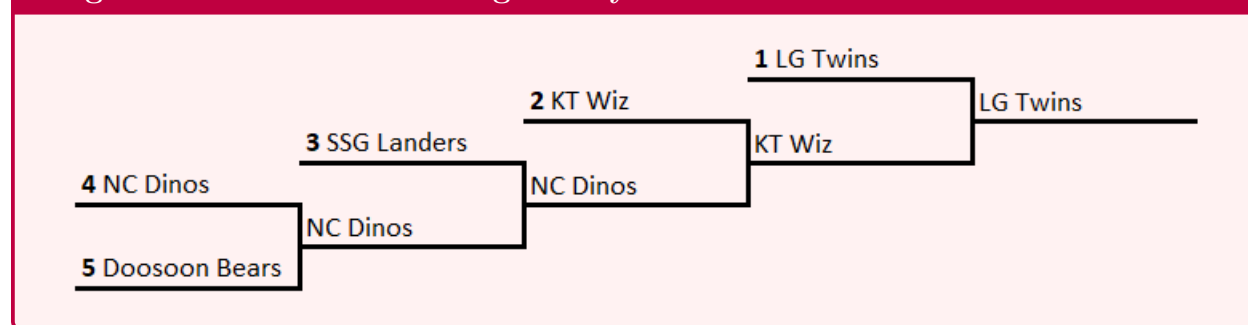 1 LG Twins
2 KT Wiz
LG Twins
3 SSG Landers
KT Wiz
4 NC Dinos
NC Dinos
NC Dinos
5 Doosoon Bears